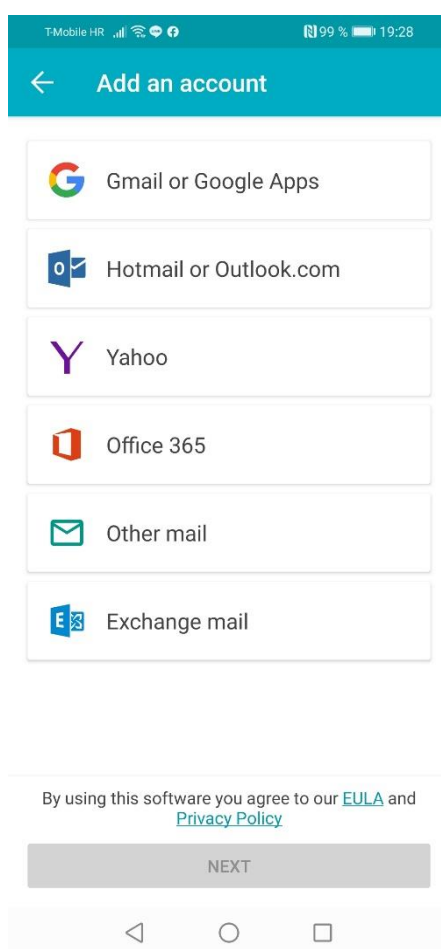 T-Mobile HR 99 % 19:28
Add an account
Gmail or Google Apps
Hotmail or Outlook.com
Yahoo
Office 365
Other mail
Exchange mail
By using this software you agree to our EULA and
Privacy Policy
NEXT